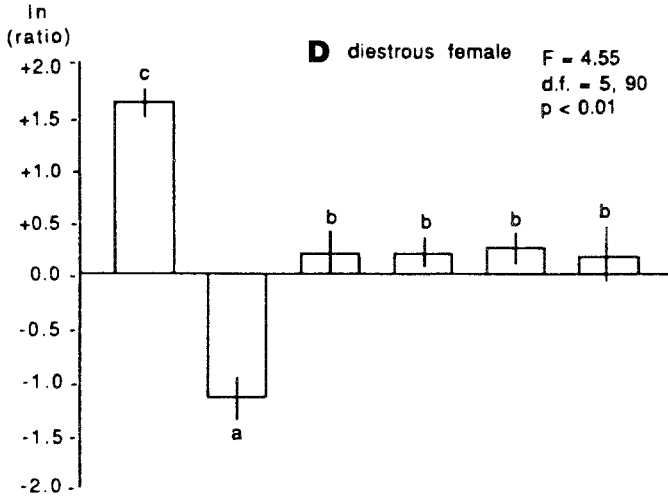 ln
(ratio)
D diestrous female
F = 4.55
d.f. = 5, 90
p < 0.01
+2.0
+1.5
+1.0
+0.5
0.0
-0.5
-1.0
-1.5
-2.0
c
a
b
b
b
b